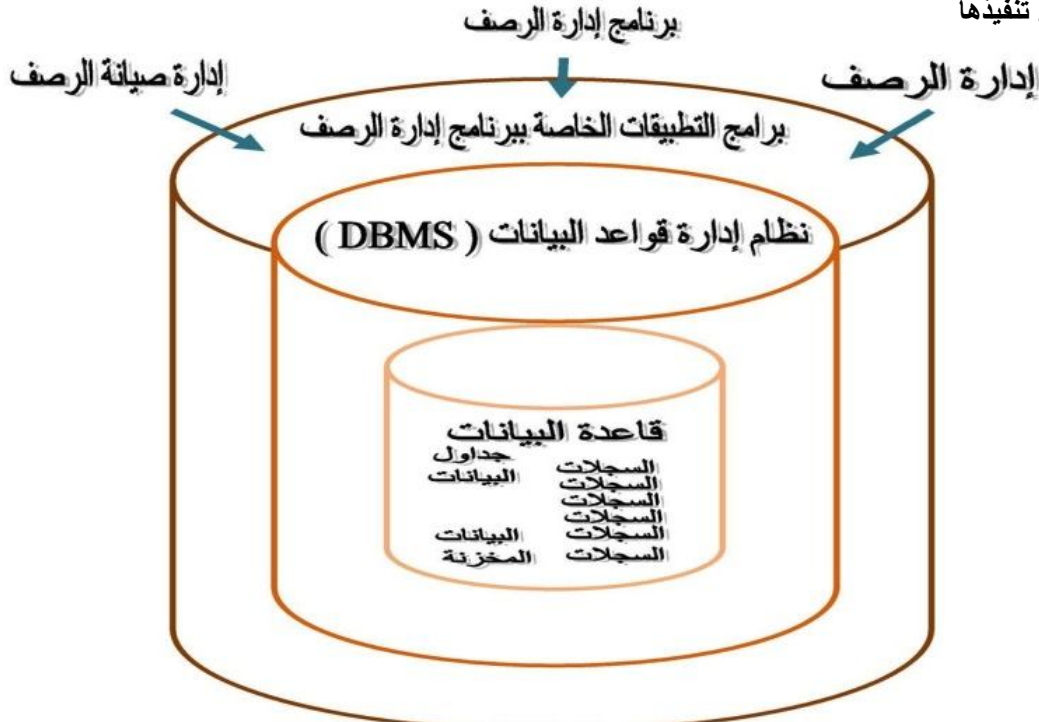 تنفيذها
برنامج إدارة الرصف
إدارة الرصف
إدارة صيانة الرصف
برامج التطبيقات الخاصة ببرنامج إدارة الرصف
نظام إدارة قواعد البيانات ( DBMS )
قاعدة البيانات
جداول
البيانات
السجلات
السجلات
السجلات
السجلات
البيانات
السجلات
المخزنة
السجلات